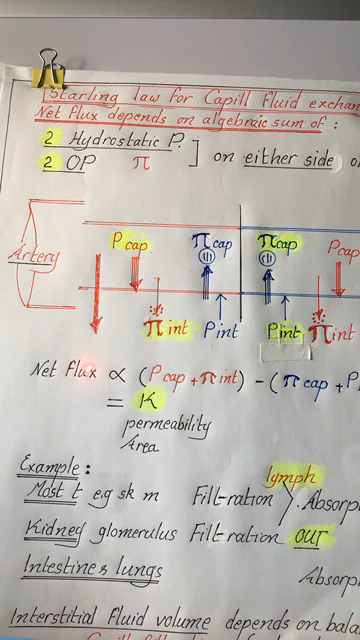 Starling law for Capill Fluid exchan
Net Flux depends on algebraic sum of :
2 Hydrostatic P. ] on either side o
2 OP π
P cap π cap π cap P cap
Artery
π int P int P int π int
Net flux ∝ (P cap + π int) - (π cap + P
= K
permeability
Area
Example :
lymph
Most t eg sk m Filtration > Absorp
Kidney glomerulus Filtration OUT
Intestine & lungs Absorp
Interstitial Fluid volume depends on bala